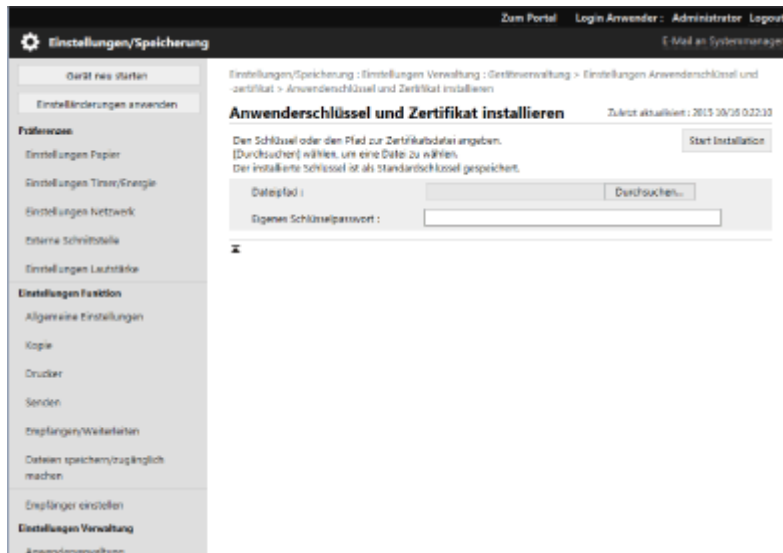 Zum Portal Login Anwender : Administrator Logout
Einstellungen/Speicherung
E-Mail an Systemmanager
Gerät neu starten
Einstelländerungen anwenden
Präferenzen
Einstellungen Papier
Einstellungen Timer/Energie
Einstellungen Netzwerk
Externe Schnittstelle
Einstellungen Lautstärke
Einstellungen Funktion
Allgemeine Einstellungen
Kopie
Drucker
Senden
Empfangen/Weiterleiten
Dateien speichern/zugänglich
machen
Empfänger einstellen
Einstellungen Verwaltung
Anwenderverwaltung
Einstellungen/Speicherung : Einstellungen Verwaltung : Geräteverwaltung > Einstellungen Anwenderschlüssel und
-zertifikat > Anwenderschlüssel und Zertifikat installieren
Anwenderschlüssel und Zertifikat installieren
Zuletzt aktualisiert : 2015 10/16 0:22:10
Den Schlüssel oder den Pfad zur Zertifikatsdatei angeben.
[Durchsuchen] wählen, um eine Datei zu wählen.
Der installierte Schlüssel ist als Standardschlüssel gespeichert.
Start Installation
Dateipfad :
Durchsuchen...
Eigenes Schlüsselpasswort :